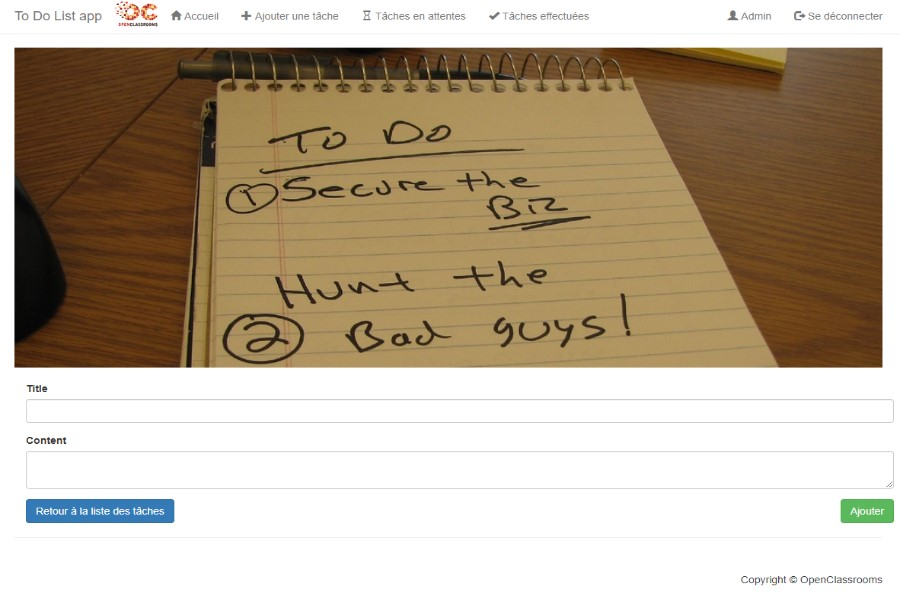 To Do List app OC OPENCLASSROOMS Accueil Ajouter une tâche Tâches en attentes Tâches effectuées Admin Se déconnecter
To Do
1 Secure the
Biz
Hunt the
2 Bad guys!
Title
Content
Retour à la liste des tâches Ajouter
Copyright © OpenClassrooms